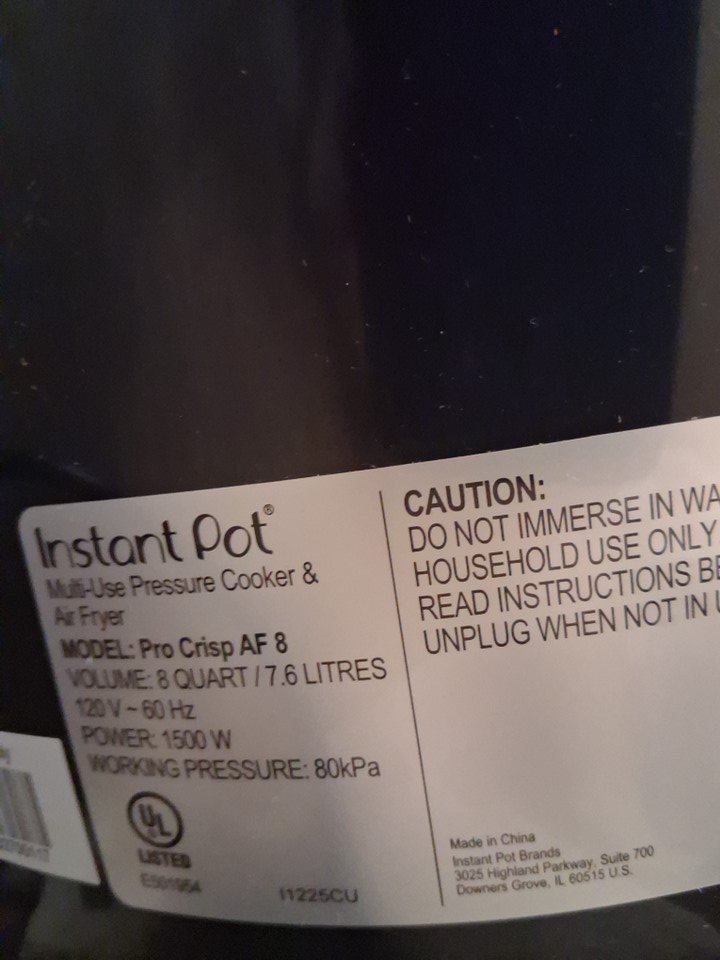 Instant Pot®
Multi-Use Pressure Cooker &
Air Fryer
MODEL: Pro Crisp AF 8
VOLUME: 8 QUART / 7.6 LITRES
120 V ~ 60 Hz
POWER: 1500 W
WORKING PRESSURE: 80kPa
UL
LISTED
E501954
I1225CU
CAUTION:
DO NOT IMMERSE IN WA
HOUSEHOLD USE ONLY
READ INSTRUCTIONS BE
UNPLUG WHEN NOT IN
Made in China
Instant Pot Brands
3025 Highland Parkway, Suite 700
Downers Grove, IL 60515 U.S.